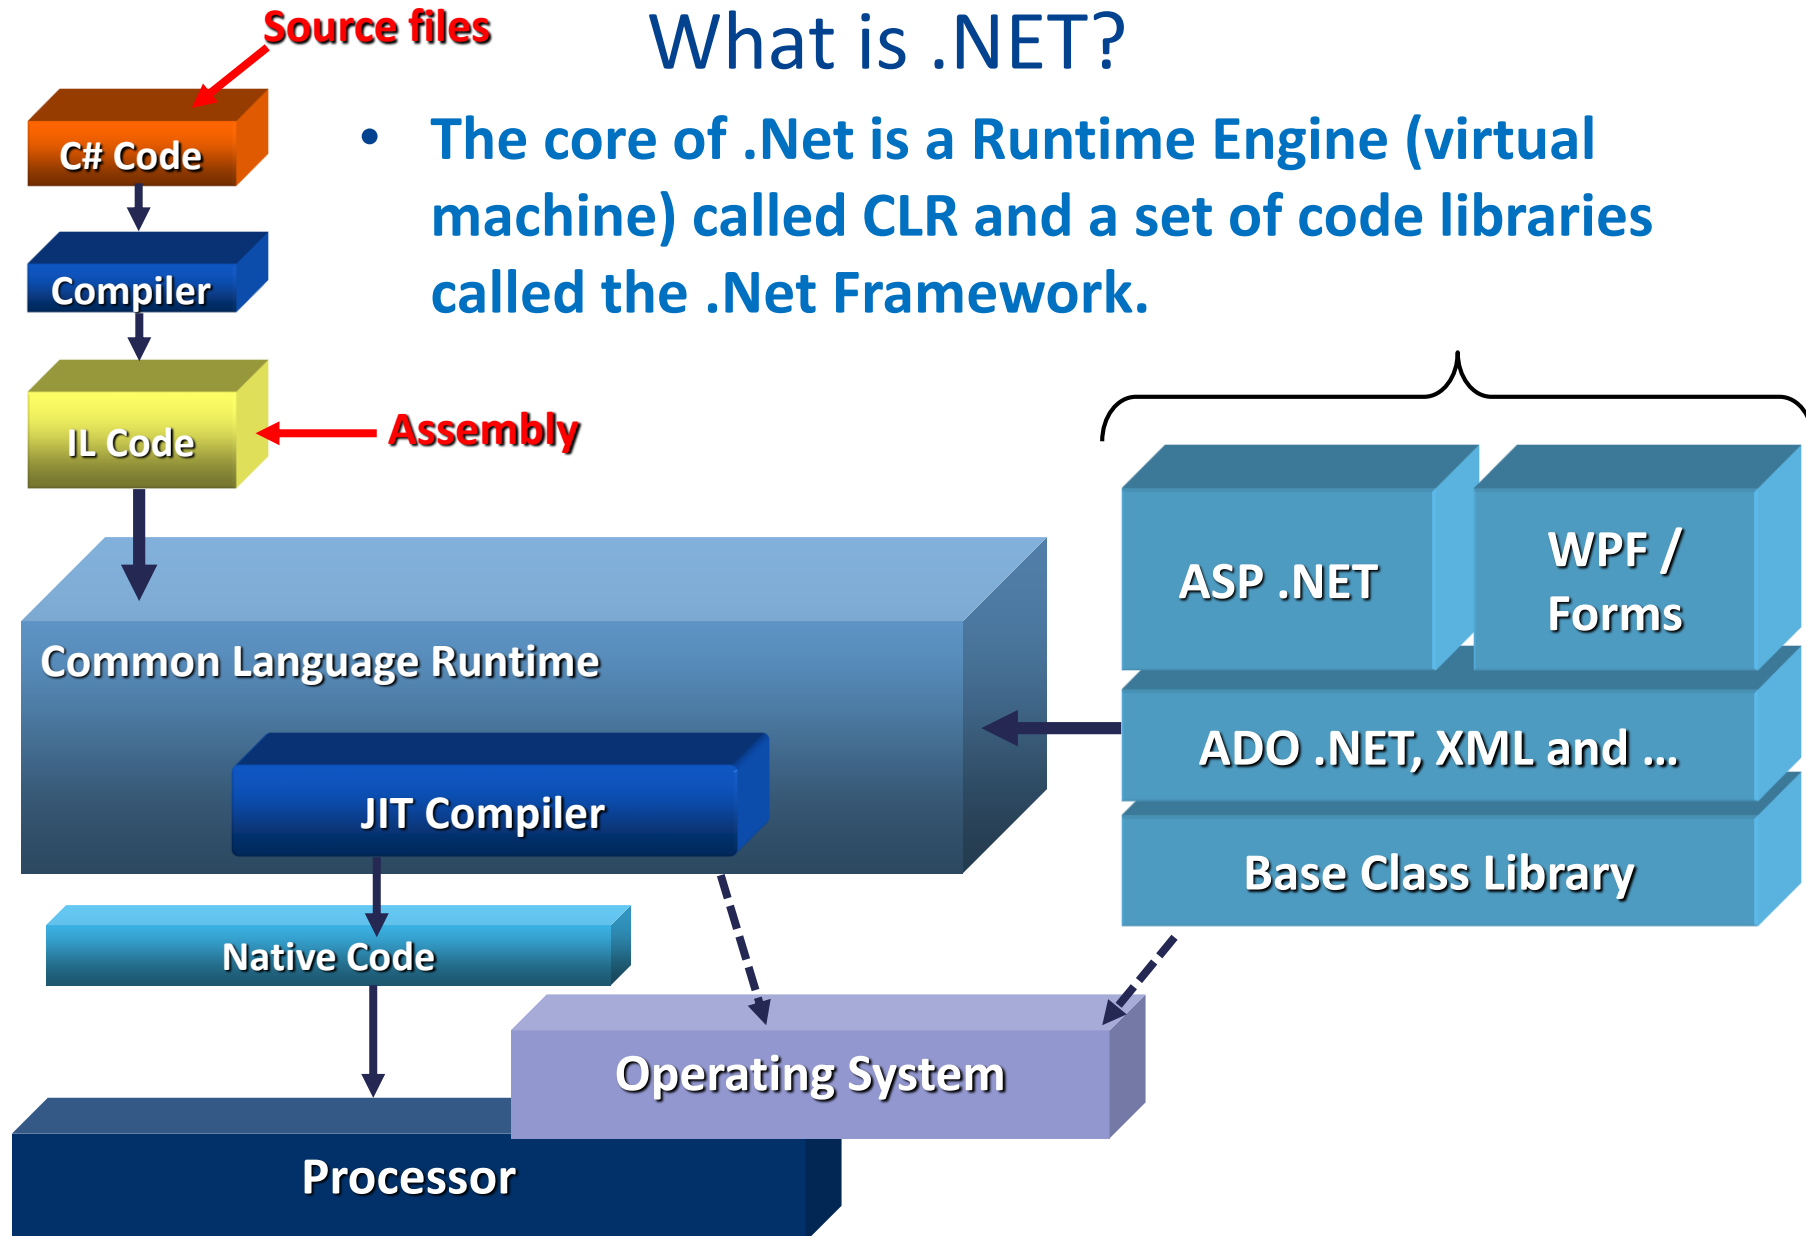 What is .NET?
Source files
• The core of .Net is a Runtime Engine (virtual
machine) called CLR and a set of code libraries
called the .Net Framework.
C# Code
Compiler
IL Code
Assembly
Common Language Runtime
JIT Compiler
Native Code
Operating System
Processor
ASP .NET
WPF /
Forms
ADO .NET, XML and ...
Base Class Library